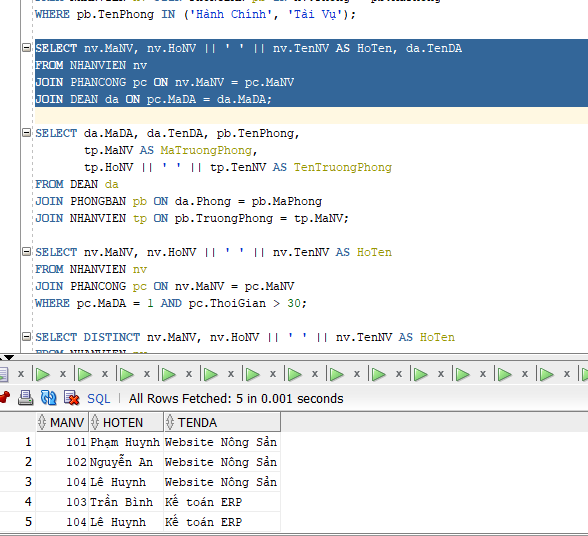 WHERE pb.TenPhong IN ('Hành Chính', 'Tài Vụ');
SELECT nv.MaNV, nv.HoNV || ' ' || nv.TenNV AS HoTen, da.TenDA
FROM NHANVIEN nv
JOIN PHANCONG pc ON nv.MaNV = pc.MaNV
JOIN DEAN da ON pc.MaDA = da.MaDA;
SELECT da.MaDA, da.TenDA, pb.TenPhong,
tp.MaNV AS MaTruongPhong,
tp.HoNV || ' ' || tp.TenNV AS TenTruongPhong
FROM DEAN da
JOIN PHONGBAN pb ON da.Phong = pb.MaPhong
JOIN NHANVIEN tp ON pb.TruongPhong = tp.MaNV;
SELECT nv.MaNV, nv.HoNV || ' ' || nv.TenNV AS HoTen
FROM NHANVIEN nv
JOIN PHANCONG pc ON nv.MaNV = pc.MaNV
WHERE pc.MaDA = 1 AND pc.ThoiGian > 30;
SELECT DISTINCT nv.MaNV, nv.HoNV || ' ' || nv.TenNV AS HoTen
SQL | All Rows Fetched: 5 in 0.001 seconds
MANV HOTEN TENDA
1 101 Phạm Huynh Website Nông Sản
2 102 Nguyễn An Website Nông Sản
3 104 Lê Huynh Website Nông Sản
4 103 Trần Bình Kế toán ERP
5 104 Lê Huynh Kế toán ERP